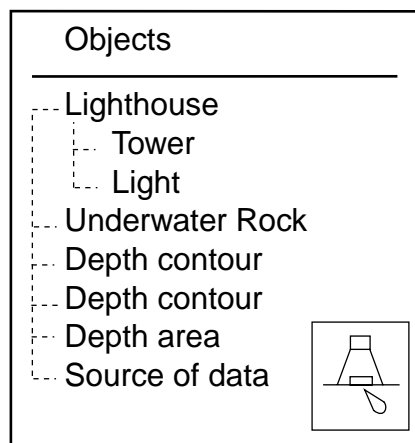 Objects
Lighthouse
Tower
Light
Underwater Rock
Depth contour
Depth contour
Depth area
Source of data